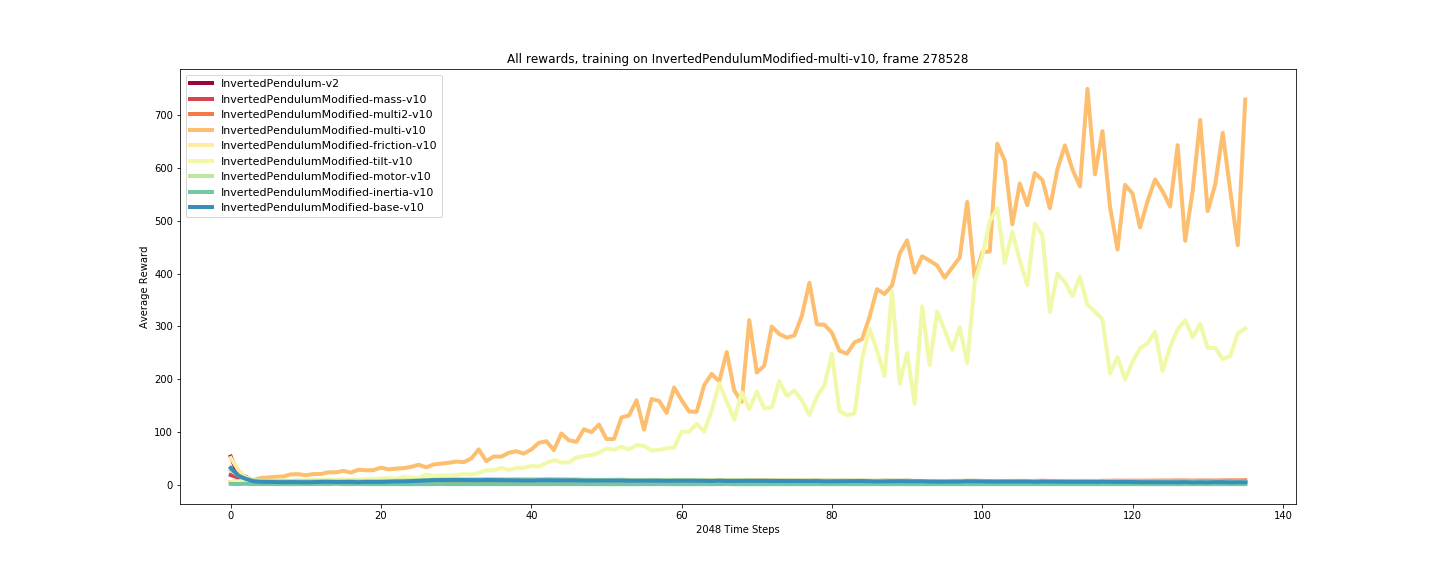 All rewards, training on InvertedPendulumModified-multi-v10, frame 278528
InvertedPendulum-v2
InvertedPendulumModified-mass-v10
InvertedPendulumModified-multi2-v10
InvertedPendulumModified-multi-v10
InvertedPendulumModified-friction-v10
InvertedPendulumModified-tilt-v10
InvertedPendulumModified-motor-v10
InvertedPendulumModified-inertia-v10
InvertedPendulumModified-base-v10
Average Reward
700
600
500
400
300
200
100
0
0 20 40 60 80 100 120 140
2048 Time Steps